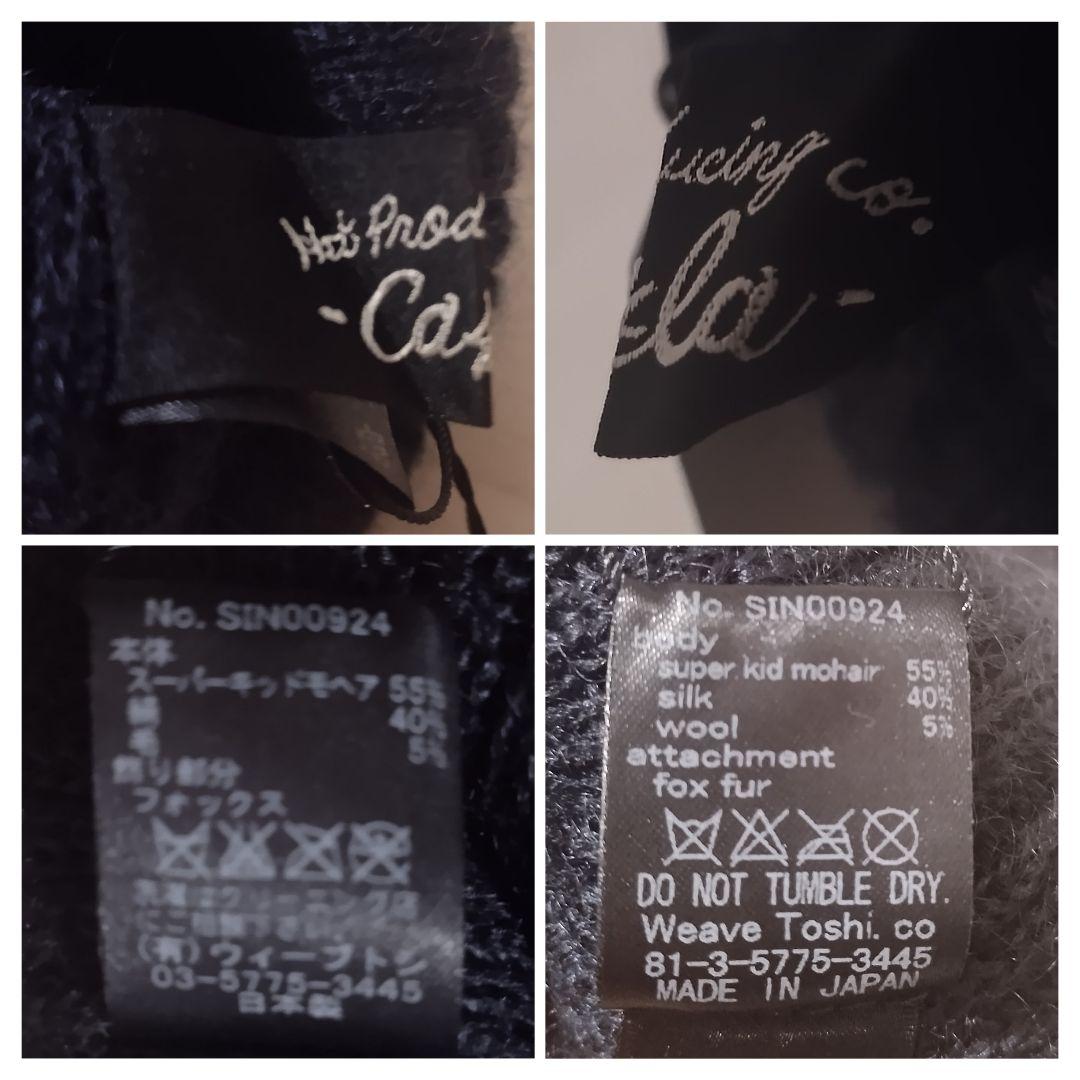 Hat Prod
- Cas
ucing co.
ela -
No. SIN00924
本体
スーパーキッドモヘア 55%
絹 40%
毛 5%
飾り部分
フォックス
(有)ウィーブトシ
03-5775-3445
日本製
No. SIN00924
body
super kid mohair 55%
silk 40%
wool 5%
attachment
fox fur
DO NOT TUMBLE DRY.
Weave Toshi. co
81-3-5775-3445
MADE IN JAPAN